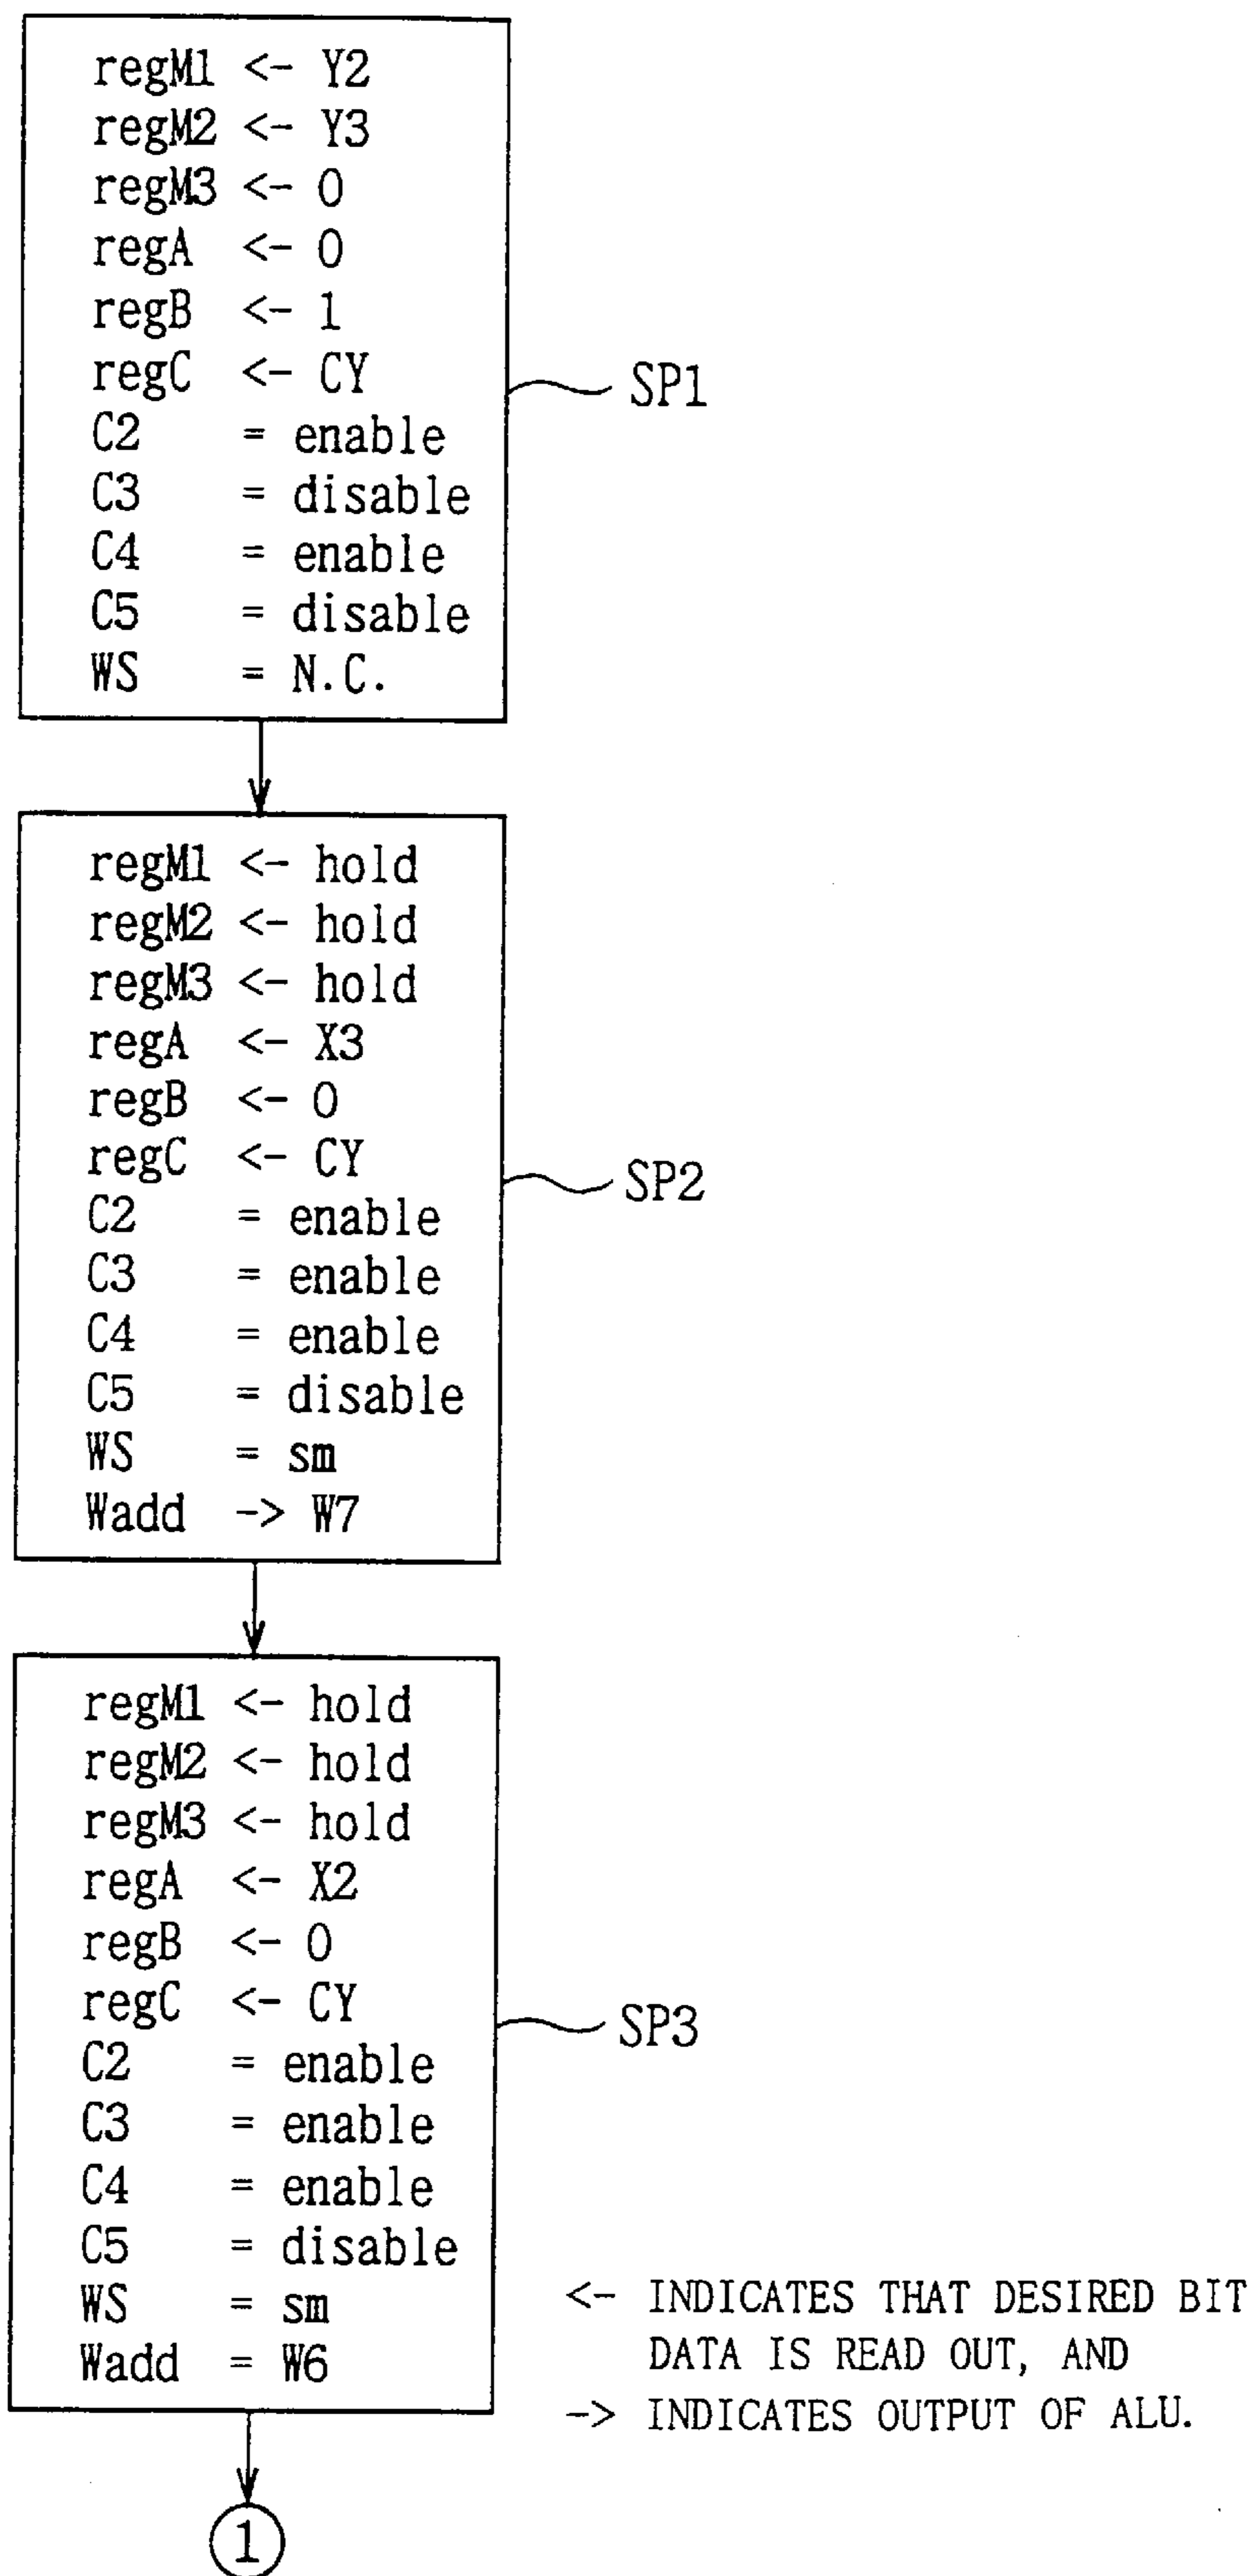 regM1 <- Y2
regM2 <- Y3
regM3 <- 0
regA <- 0
regB <- 1
regC <- CY
C2 = enable
C3 = disable
C4 = enable
C5 = disable
WS = N.C.
SP1
regM1 <- hold
regM2 <- hold
regM3 <- hold
regA <- X3
regB <- 0
regC <- CY
C2 = enable
C3 = enable
C4 = enable
C5 = disable
WS = sm
Wadd -> W7
SP2
regM1 <- hold
regM2 <- hold
regM3 <- hold
regA <- X2
regB <- 0
regC <- CY
C2 = enable
C3 = enable
C4 = enable
C5 = disable
WS = sm
Wadd = W6
SP3
<- INDICATES THAT DESIRED BIT
DATA IS READ OUT, AND
-> INDICATES OUTPUT OF ALU.
1